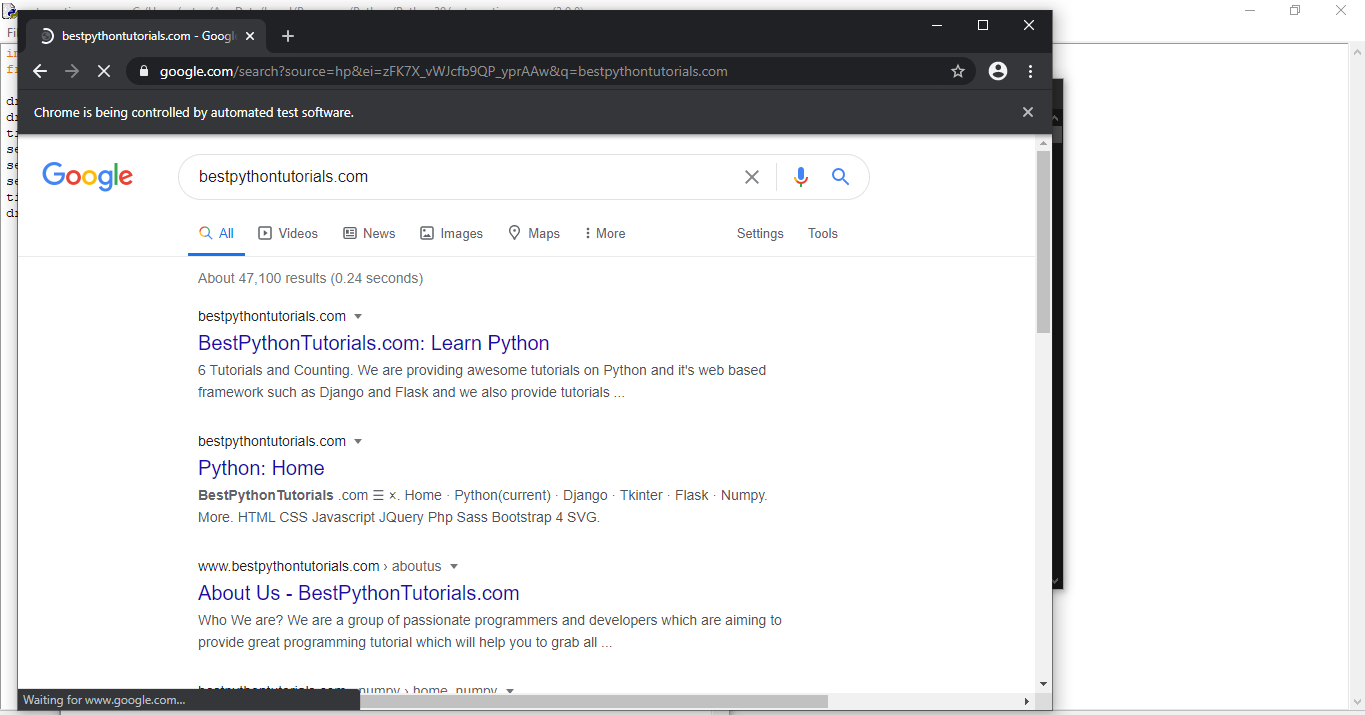 bestpythontutorials.com - Googl
google.com/search?source=hp&ei=zFK7X_vWJcfb9QP_yprAAw&q=bestpythontutorials.com
Chrome is being controlled by automated test software.
Google
bestpythontutorials.com
All Videos News Images Maps More Settings Tools
About 47,100 results (0.24 seconds)
bestpythontutorials.com
BestPythonTutorials.com: Learn Python
6 Tutorials and Counting. We are providing awesome tutorials on Python and it's web based
framework such as Django and Flask and we also provide tutorials ...
bestpythontutorials.com
Python: Home
BestPythonTutorials .com ☰ ×. Home · Python(current) · Django · Tkinter · Flask · Numpy.
More. HTML CSS Javascript JQuery Php Sass Bootstrap 4 SVG.
www.bestpythontutorials.com › aboutus
About Us - BestPythonTutorials.com
Who We are? We are a group of passionate programmers and developers which are aiming to
provide great programming tutorial which will help you to grab all ...
bestpythontutorials.com › numpy › home_numpy
Waiting for www.google.com...